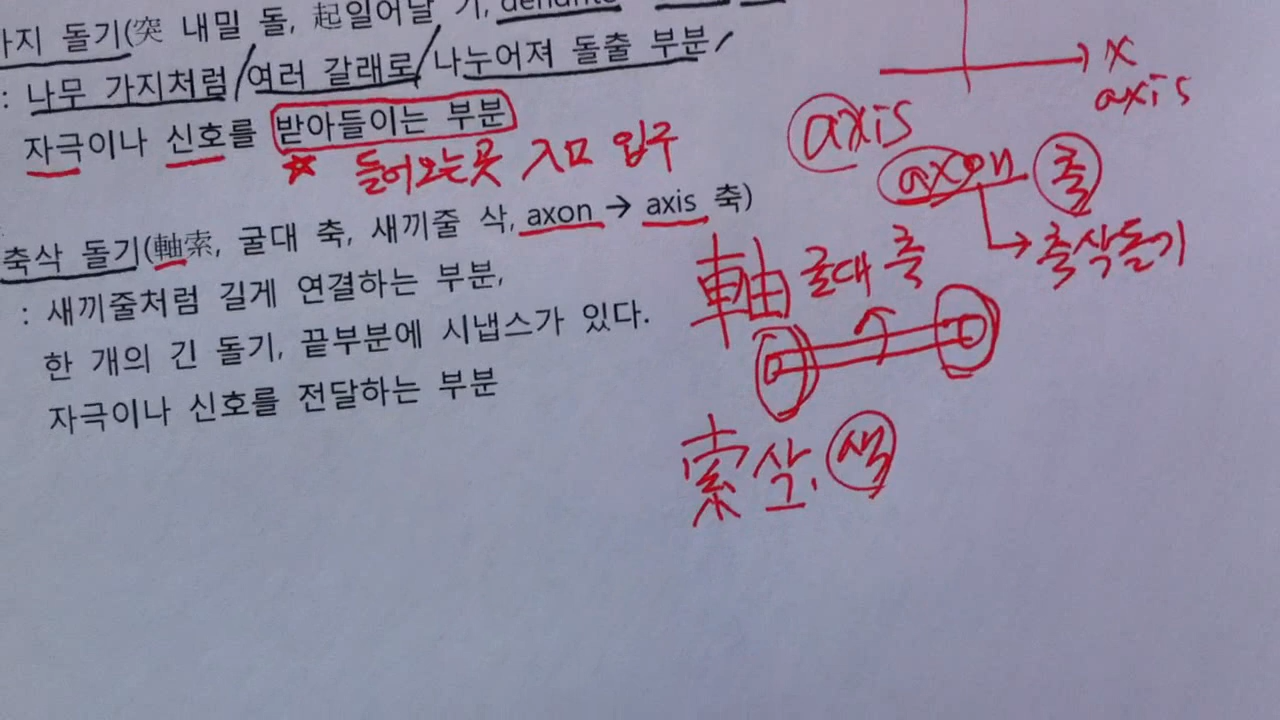 가지 돌기(突 내밀 돌, 起일어날 기, dendrite
: 나무 가지처럼/여러 갈래로/나누어져 돌출 부분/
자극이나 신호를 받아들이는 부분
들어오는곳 入口 입구
축삭 돌기(軸索, 굴대 축, 새끼줄 삭, axon → axis 축)
: 새끼줄처럼 길게 연결하는 부분,
한 개의 긴 돌기, 끝부분에 시냅스가 있다.
자극이나 신호를 전달하는 부분
x
axis
axis
axon 축
축삭돌기
軸 굴대 축
索 삭, 색